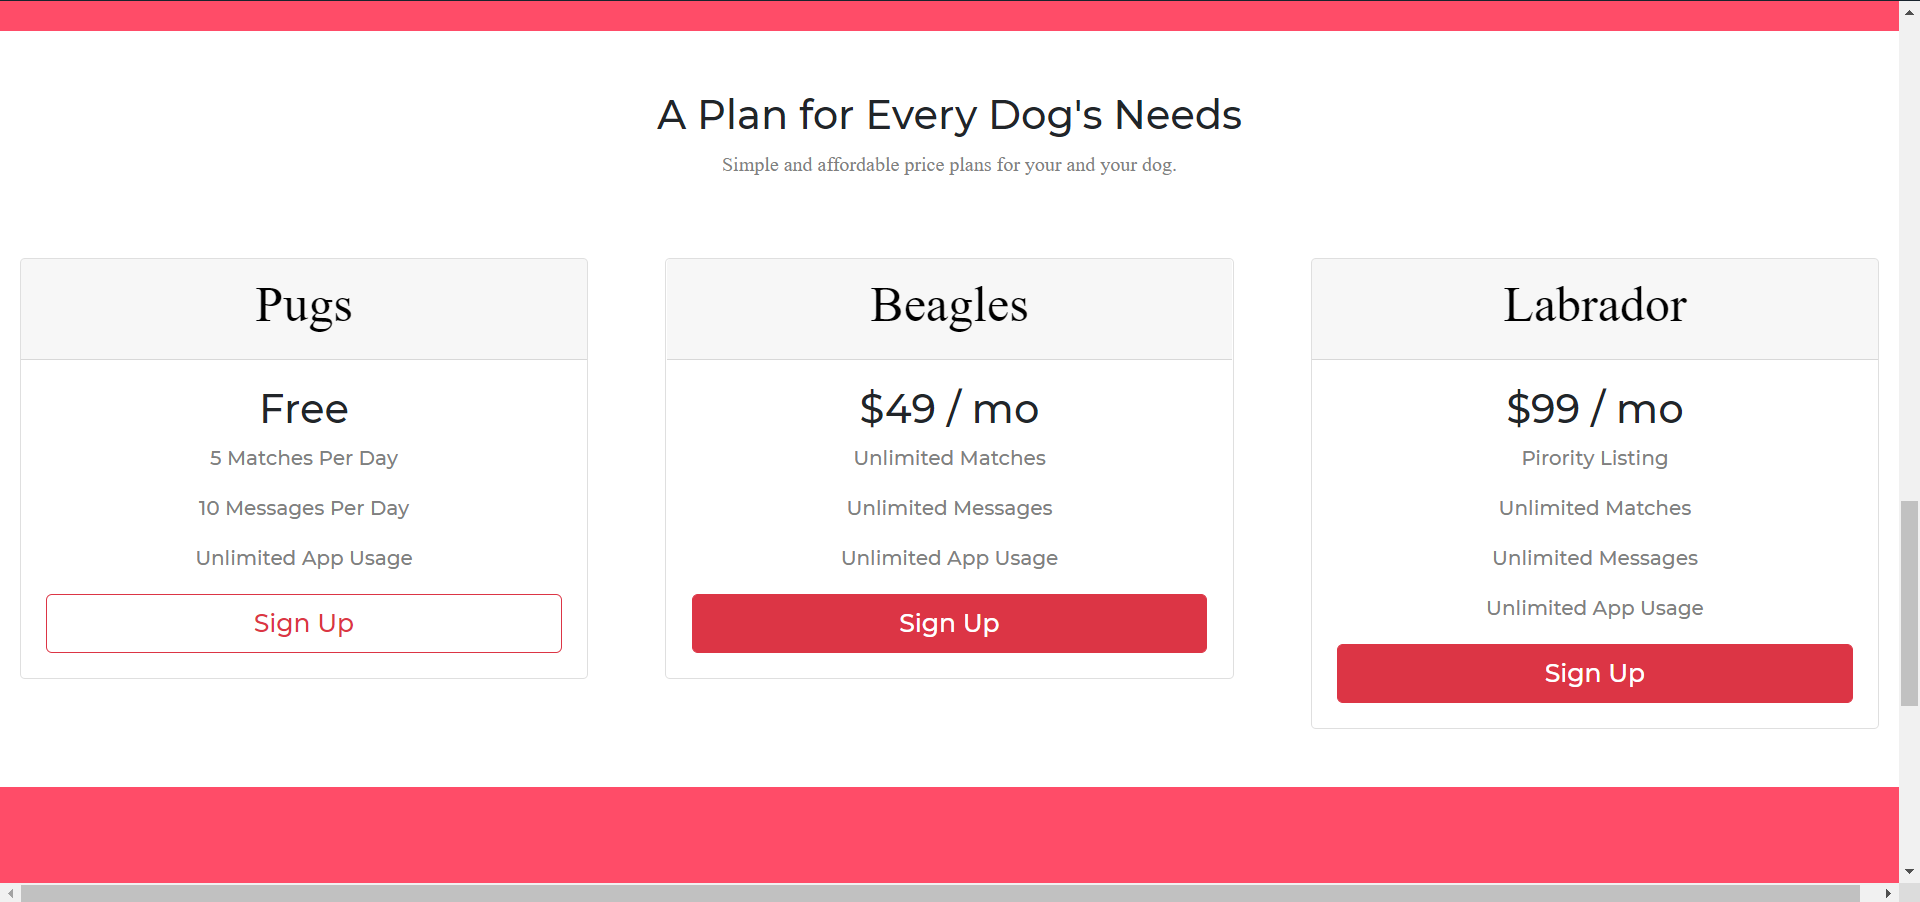 A Plan for Every Dog's Needs
Simple and affordable price plans for your and your dog.
Pugs
Free
5 Matches Per Day
10 Messages Per Day
Unlimited App Usage
Sign Up
Beagles
$49 / mo
Unlimited Matches
Unlimited Messages
Unlimited App Usage
Sign Up
Labrador
$99 / mo
Pirority Listing
Unlimited Matches
Unlimited Messages
Unlimited App Usage
Sign Up